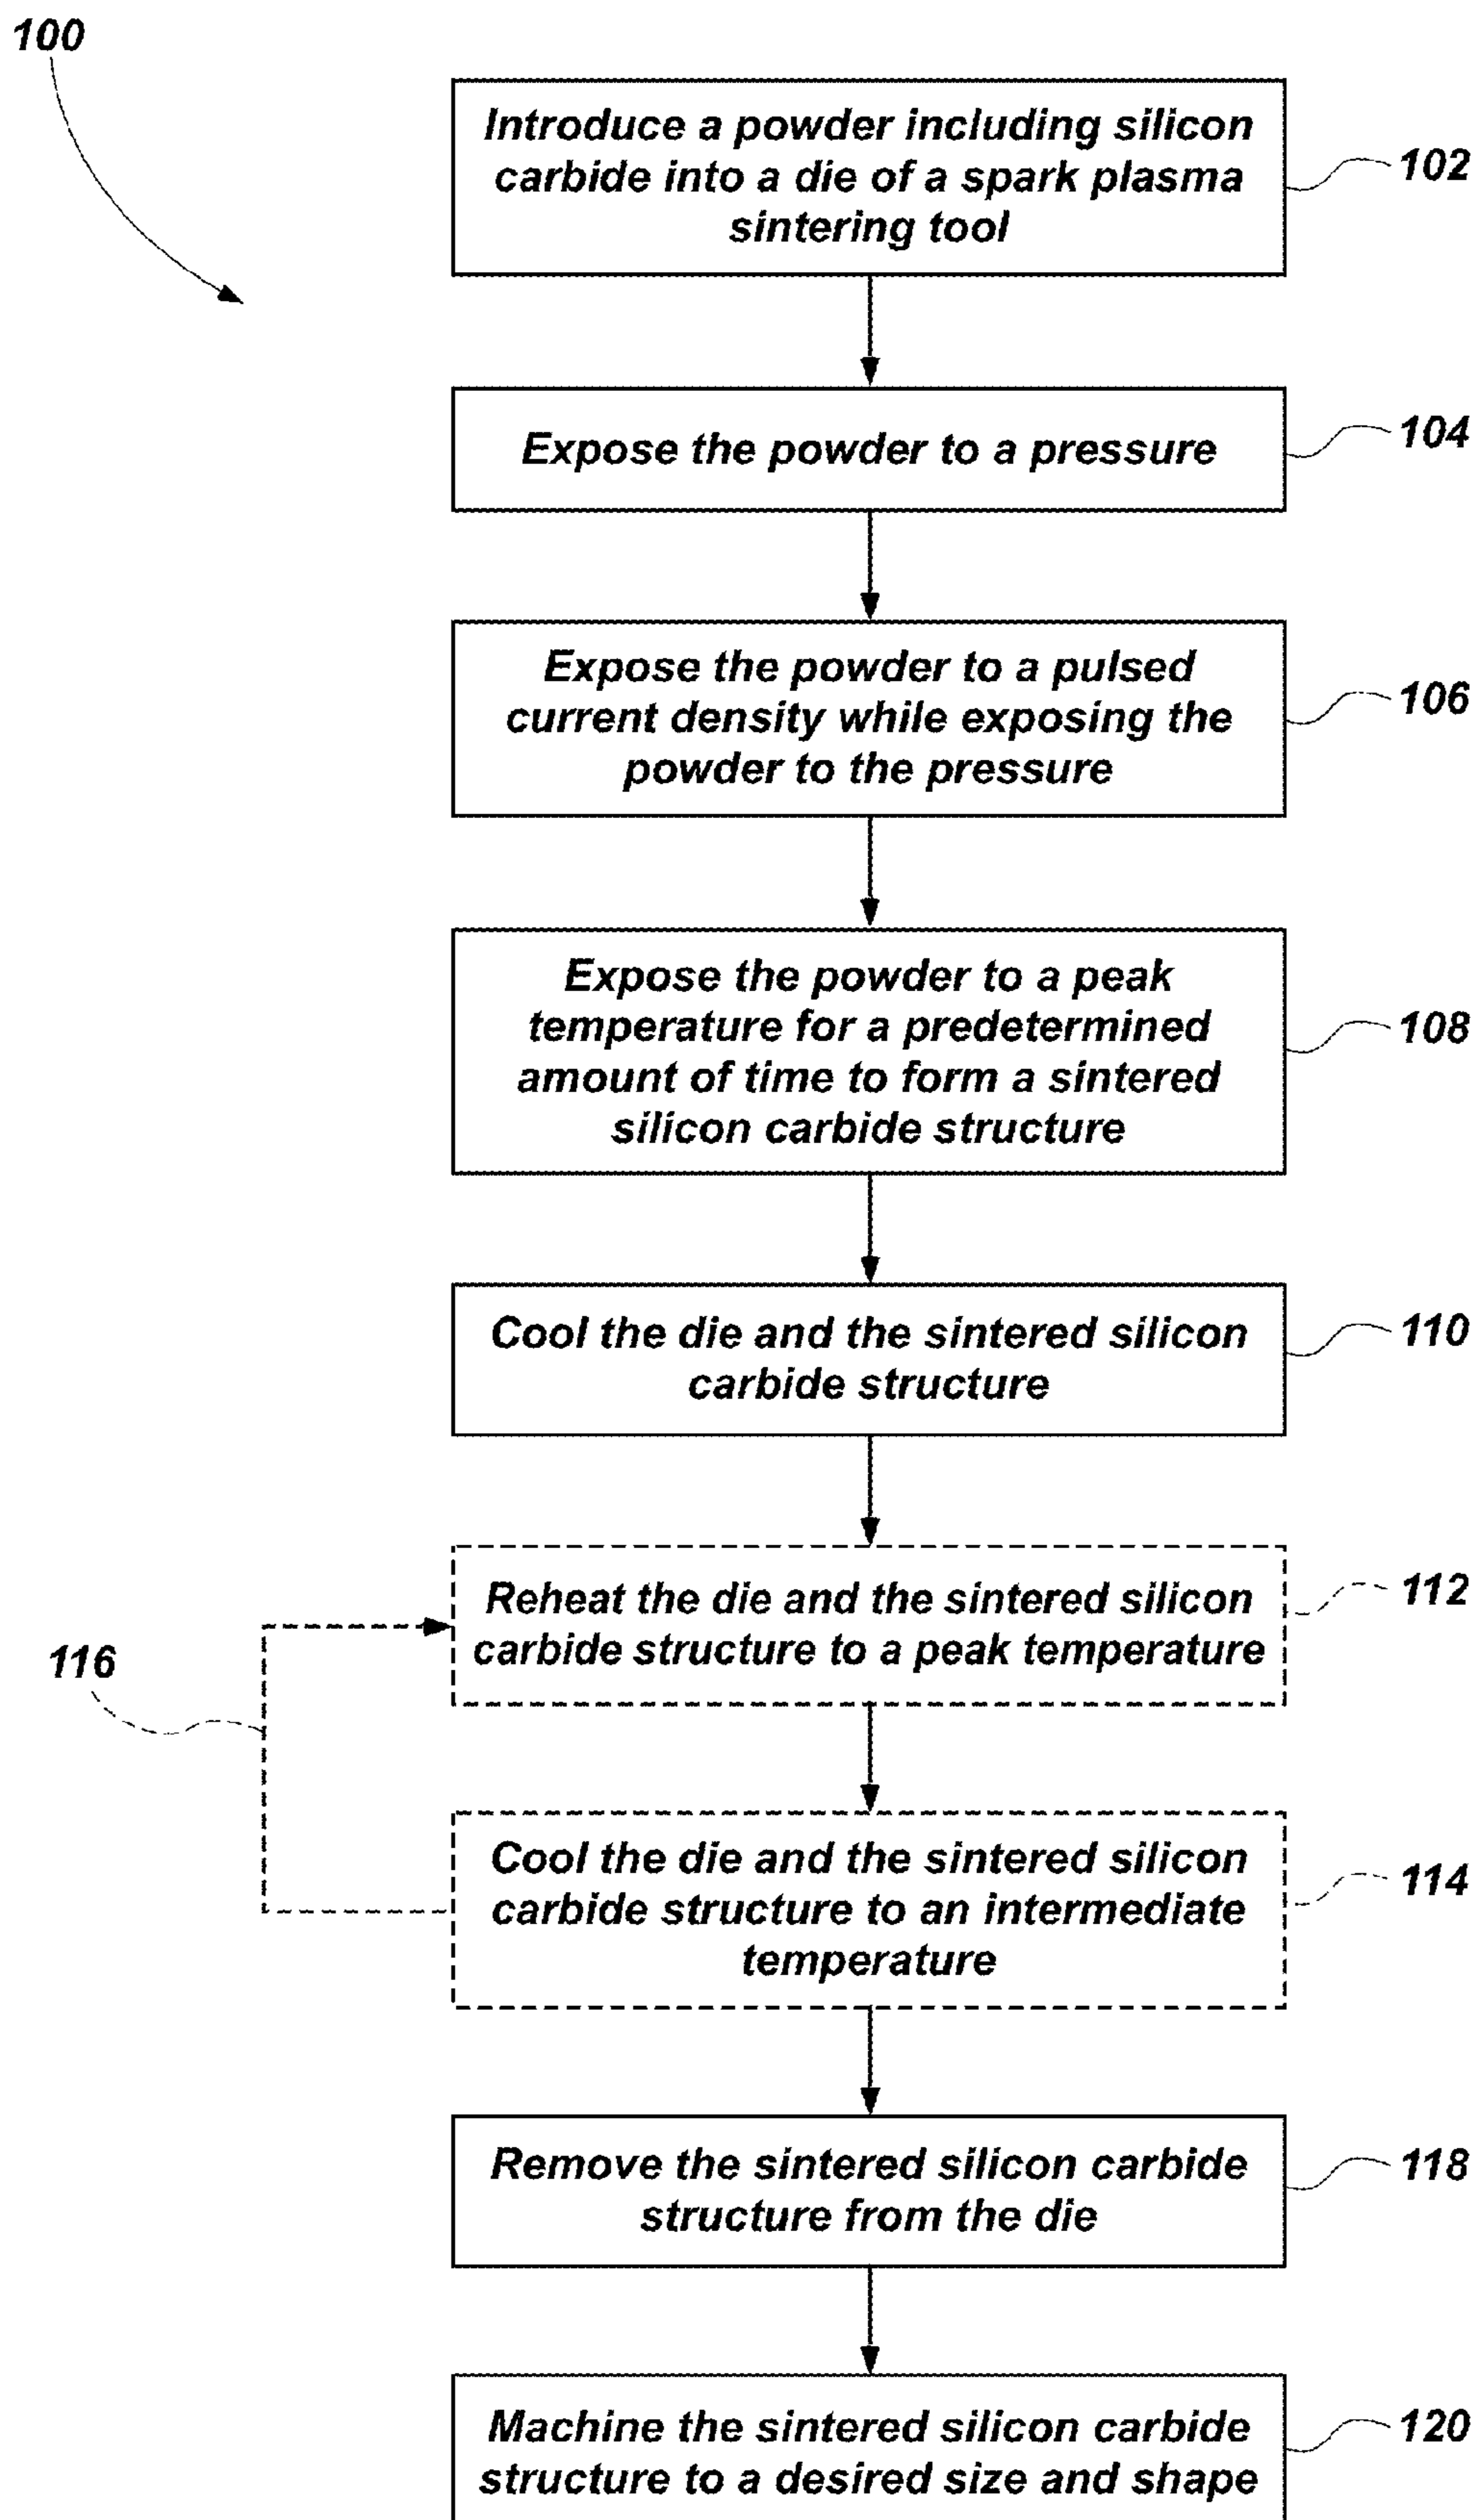 100
Introduce a powder including silicon
carbide into a die of a spark plasma
sintering tool
102
Expose the powder to a pressure
104
Expose the powder to a pulsed
current density while exposing the
powder to the pressure
106
Expose the powder to a peak
temperature for a predetermined
amount of time to form a sintered
silicon carbide structure
108
Cool the die and the sintered silicon
carbide structure
110
Reheat the die and the sintered silicon
carbide structure to a peak temperature
112
116
Cool the die and the sintered silicon
carbide structure to an intermediate
temperature
114
Remove the sintered silicon carbide
structure from the die
118
Machine the sintered silicon carbide
structure to a desired size and shape
120